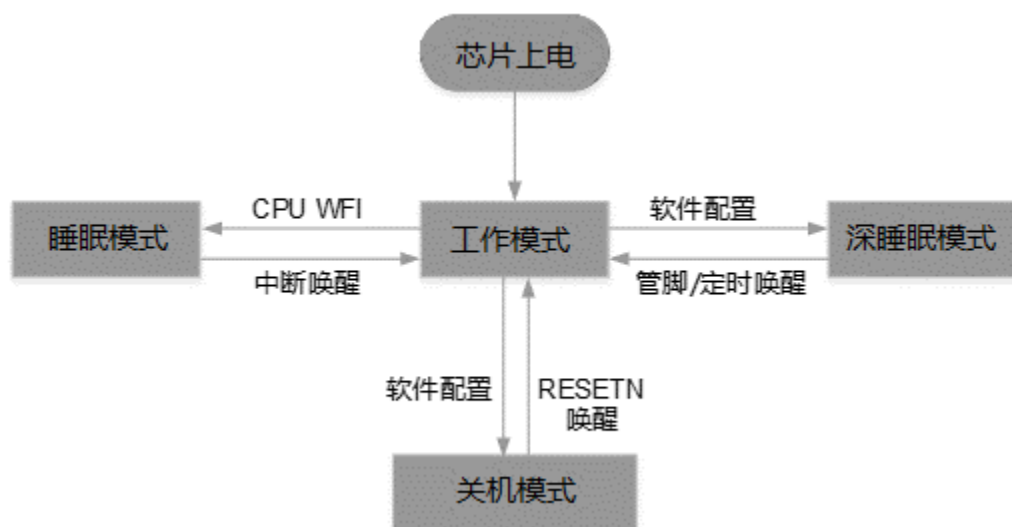 芯片上电
CPU WFI
软件配置
睡眠模式
工作模式
深睡眠模式
中断唤醒
管脚/定时唤醒
软件配置
RESETN
唤醒
关机模式